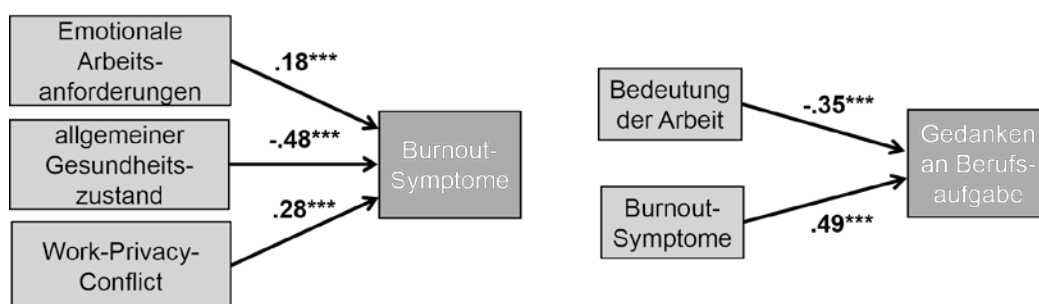 Emotionale
Arbeits-
anforderungen
.18***
allgemeiner
Gesundheits-
zustand
-.48***
Work-Privacy-
Conflict
.28***
Burnout-
Symptome
Bedeutung
der Arbeit
-.35***
Burnout-
Symptome
.49***
Gedanken
an Berufs-
aufgabe